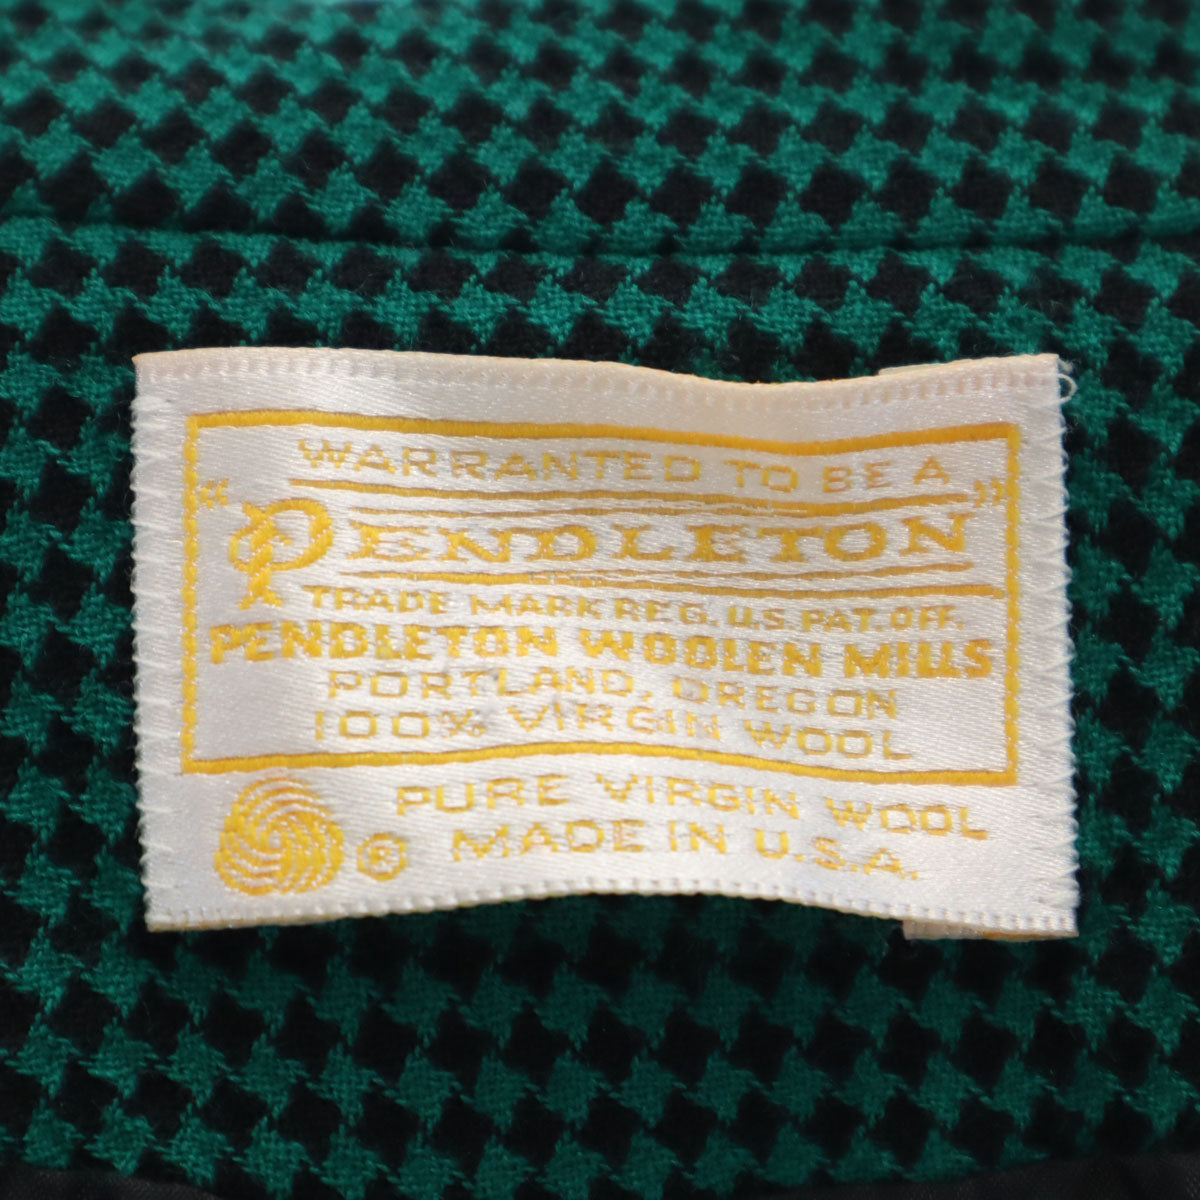 WARRANTED TO BE A
"PENDLETON"
TRADE MARK REG. U.S. PAT. OFF.
PENDLETON WOOLEN MILLS
PORTLAND, OREGON
100% VIRGIN WOOL
® PURE VIRGIN WOOL
MADE IN U.S.A.